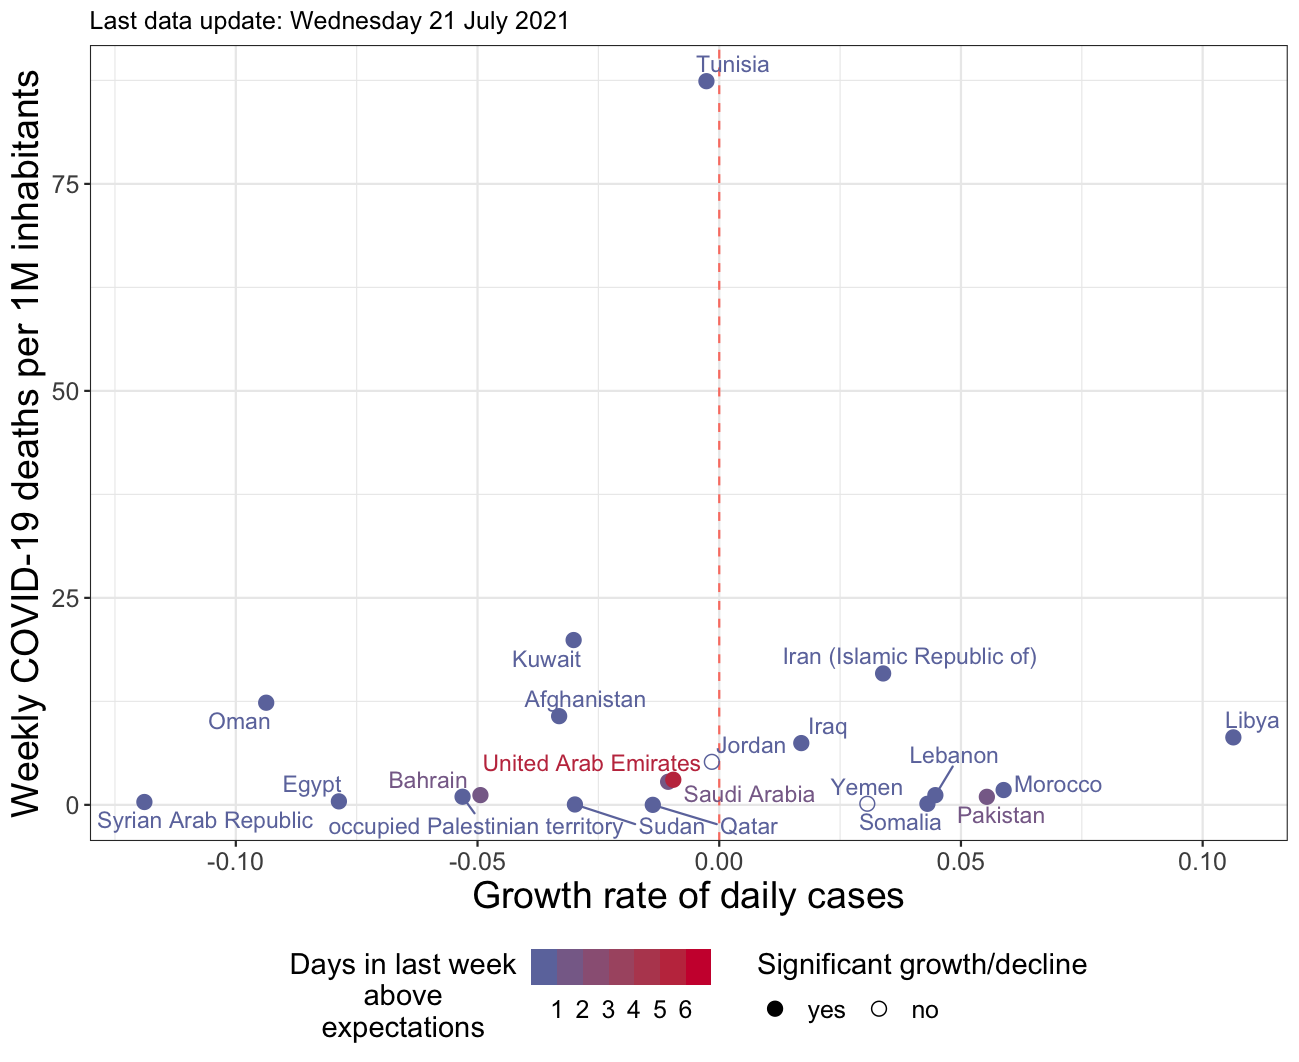 Last data update: Wednesday 21 July 2021
Weekly COVID-19 deaths per 1M inhabitants
75
50
25
0
Tunisia
Kuwait
Iran (Islamic Republic of)
Afghanistan
Oman
Libya
Iraq
Jordan
Lebanon
United Arab Emirates
Bahrain
Egypt
Saudi Arabia
Yemen
Morocco
Syrian Arab Republic
occupied Palestinian territory
Sudan
Qatar
Somalia
Pakistan
-0.10
-0.05
0.00
0.05
0.10
Growth rate of daily cases
Days in last week
above
expectations
1 2 3 4 5 6
Significant growth/decline
yes
no